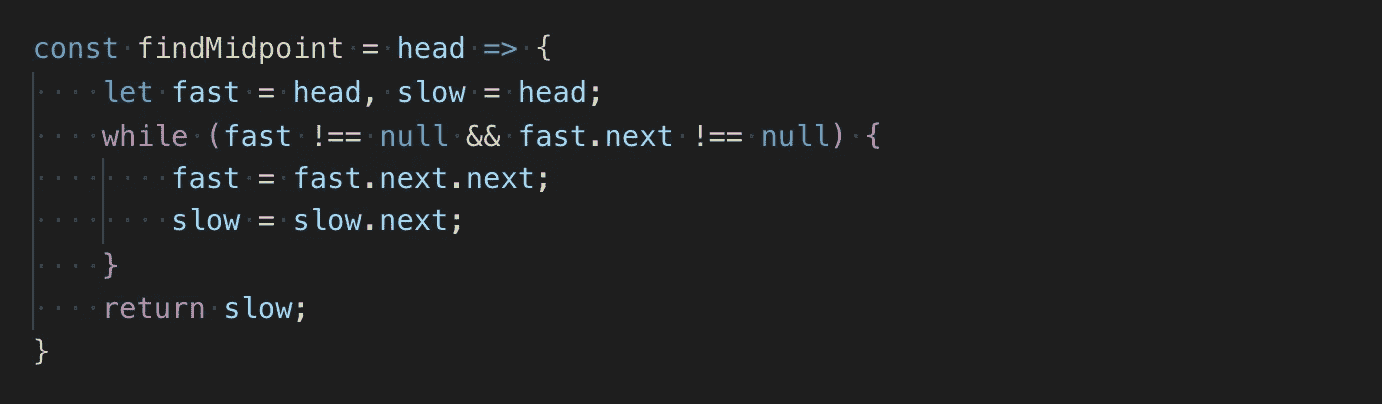 const findMidpoint = head => {
    let fast = head, slow = head;
    while (fast !== null && fast.next !== null) {
        fast = fast.next.next;
        slow = slow.next;
    }
    return slow;
}